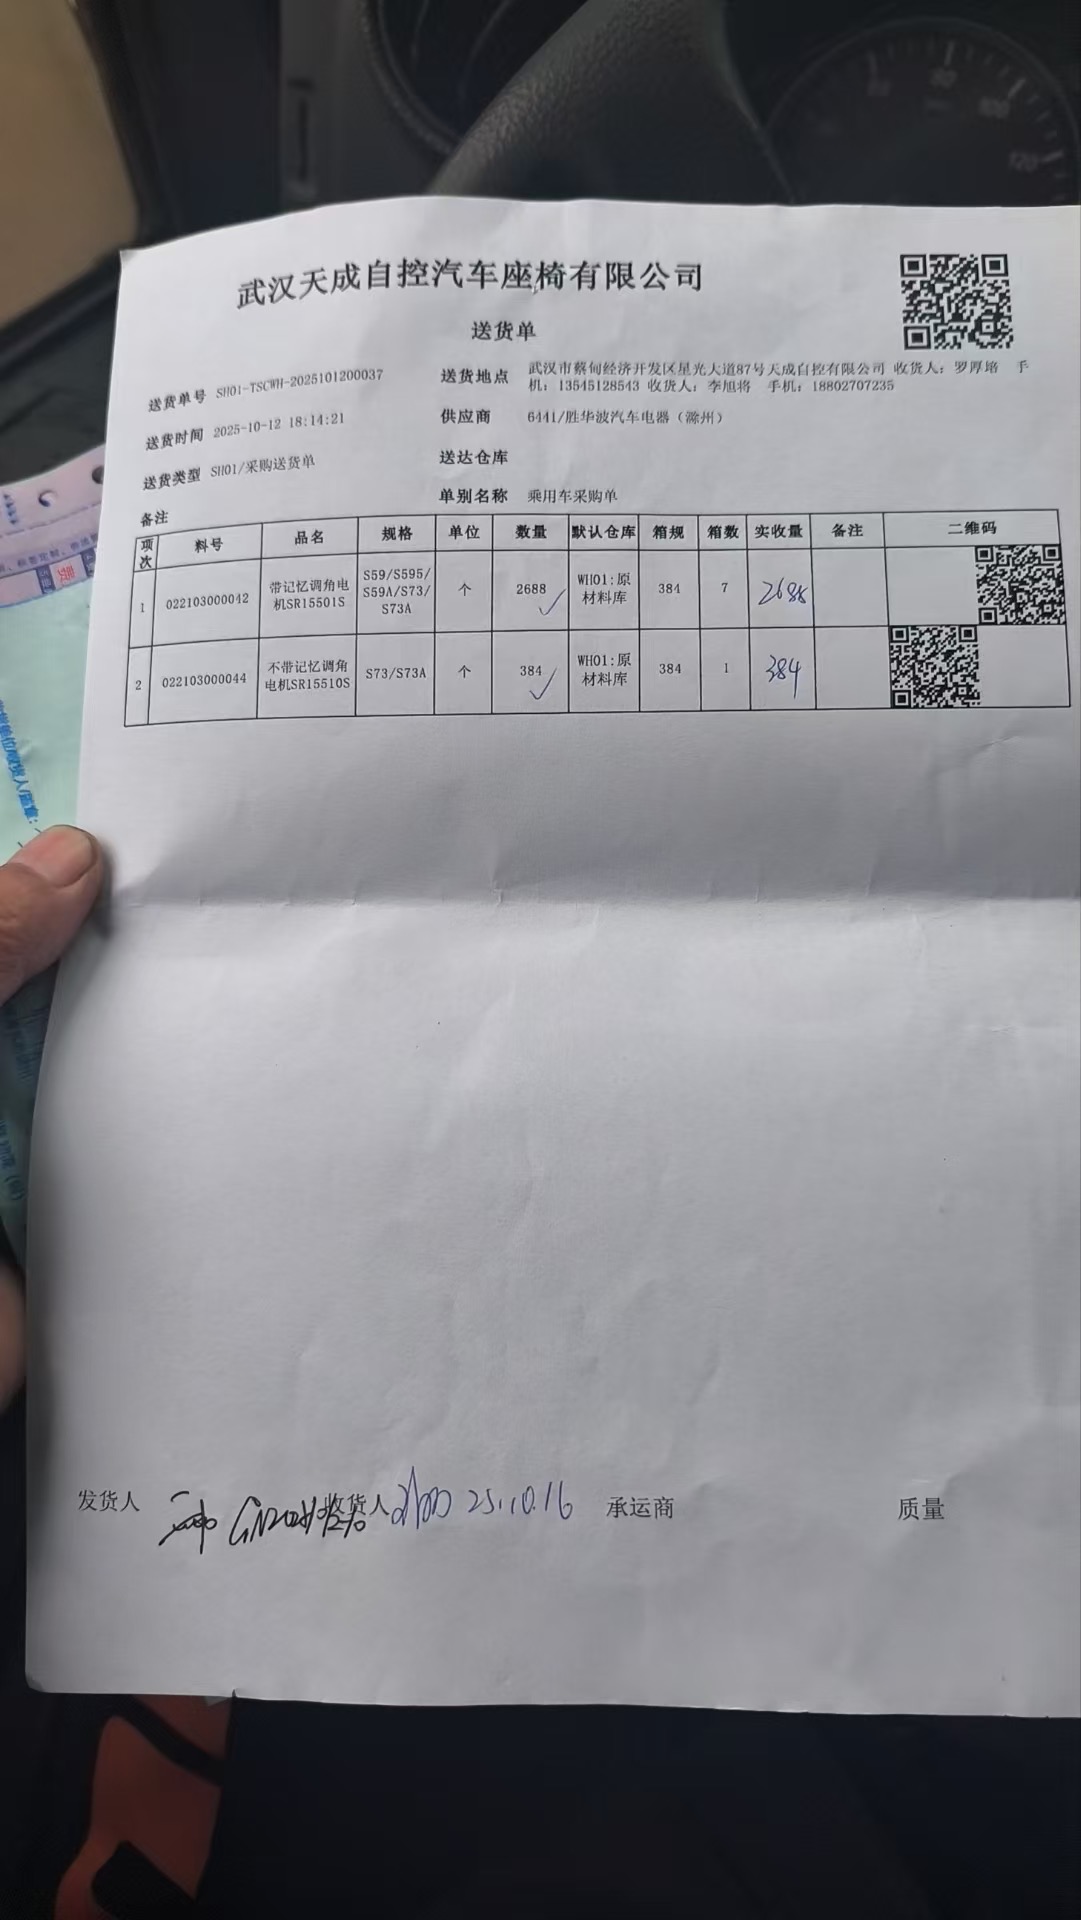 武汉天成自控汽车座椅有限公司
送货单
送货单号 SH01-TSCWH-2025101200037
送货地点 武汉市蔡甸经济开发区星光大道87号天成自控有限公司 收货人：罗厚培 手
机：13545128543 收货人：李旭将 手机：18802707235
送货时间 2025-10-12 18:14:21
供应商 6441/胜华波汽车电器（滁州）
送货类型 SH01/采购送货单
送达仓库
单别名称 乘用车采购单
备注
项次 料号 品名 规格 单位 数量 默认仓库 箱规 箱数 实收量 备注 二维码
1 022103000042 带记忆调角电机SR15501S S59/S595/S59A/S73/S73A 个 2688 WH01:原材料库 384 7 2688
2 022103000044 不带记忆调角电机SR15510S S73/S73A 个 384 WH01:原材料库 384 1 384
发货人 收货人 25.10.16 承运商 质量
80
100
120